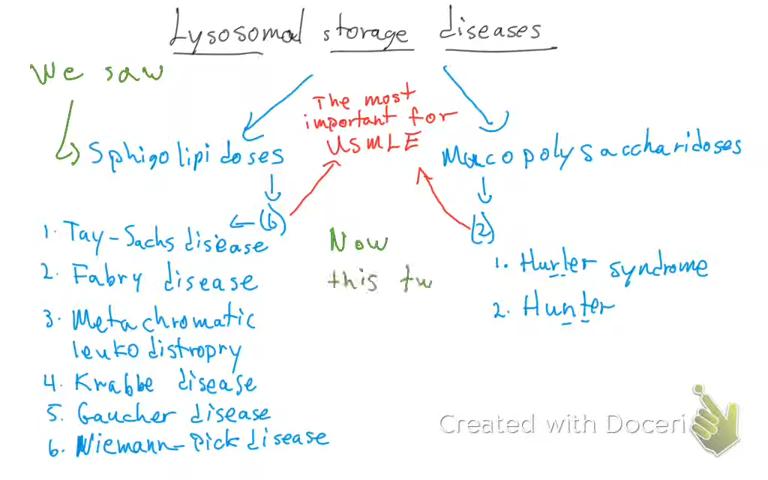 Lysosomal storage diseases
We saw
The most
important for
USMLE
Sphigolipidoses
Mucopolysaccharidoses
(6)
(2)
1. Tay-Sachs disease
2. Fabry disease
3. Metachromatic
leukodistropry
4. Krabbe disease
5. Gaucher disease
6. Niemann-Pick disease
Now
this tw
1. Hurler syndrome
2. Hunter
Created with Doceri